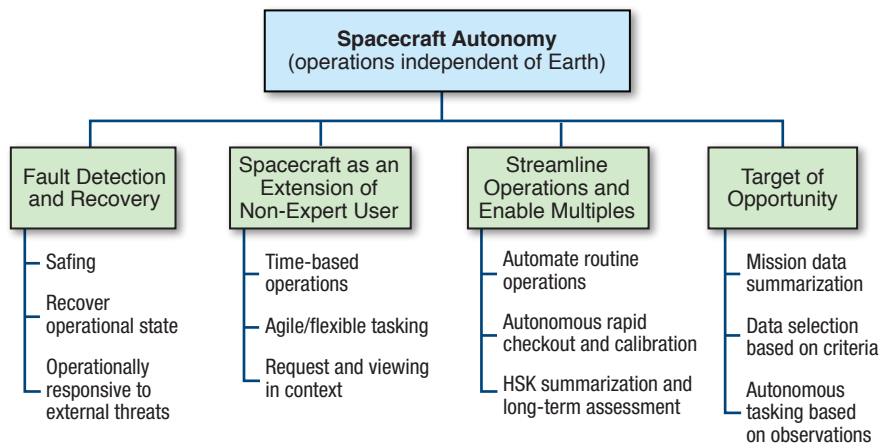 Spacecraft Autonomy
(operations independent of Earth)
Fault Detection
and Recovery
Safing
Recover
operational state
Operationally
responsive to
external threats
Spacecraft as an
Extension of
Non-Expert User
Time-based
operations
Agile/flexible tasking
Request and viewing
in context
Streamline
Operations and
Enable Multiples
Automate routine
operations
Autonomous rapid
checkout and calibration
HSK summarization and
long-term assessment
Target of
Opportunity
Mission data
summarization
Data selection
based on criteria
Autonomous
tasking based
on observations